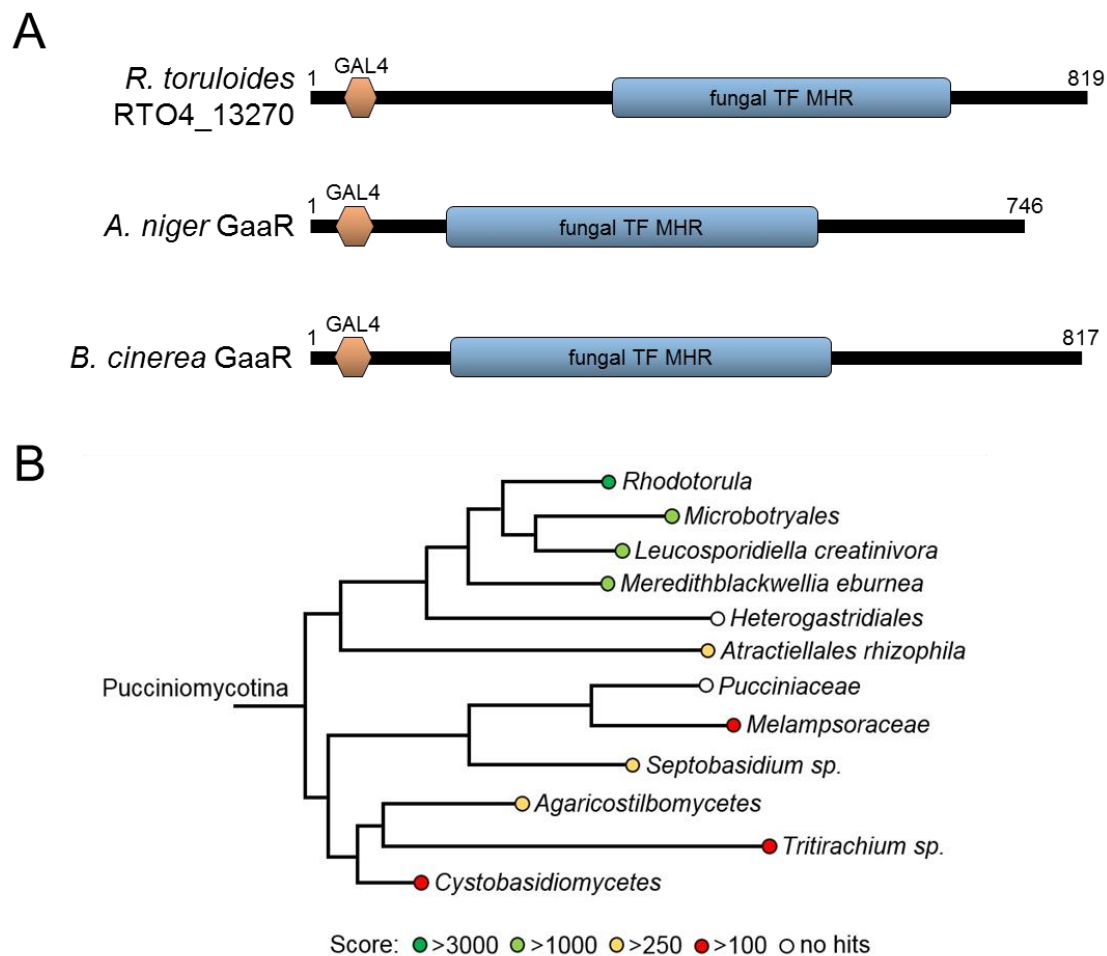 A
R. toruloides
RTO4_13270
1
GAL4
fungal TF MHR
819
A. niger GaaR
1
GAL4
fungal TF MHR
746
B. cinerea GaaR
1
GAL4
fungal TF MHR
817
B
Rhodotorula
Microbotryales
Leucosporidiella creatinivora
Meredithblackwellia eburnea
Heterogastridiales
Atractiellales rhizophila
Pucciniomycotina
Pucciniaceae
Melampsoraceae
Septobasidium sp.
Agaricostilbomycetes
Tritirachium sp.
Cystobasidiomycetes
Score: >3000 >1000 >250 >100 no hits